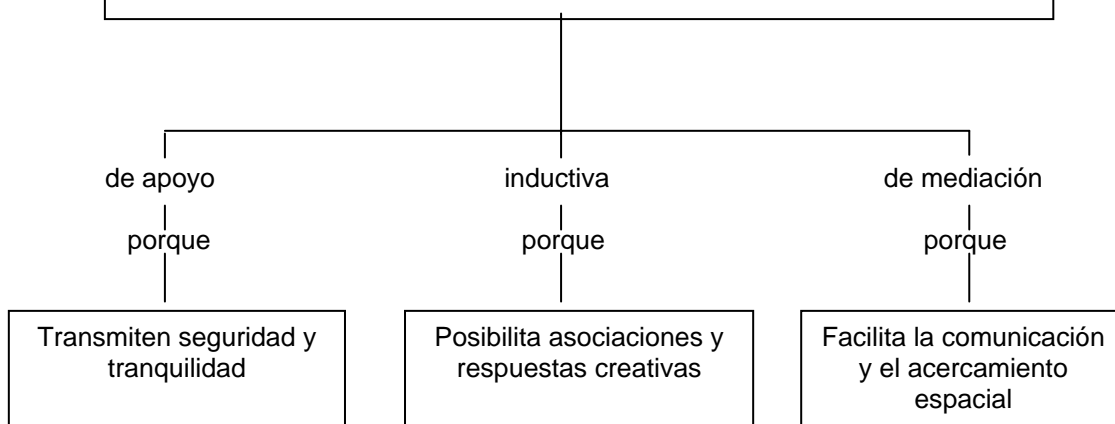 de apoyo inductiva de mediación
porque porque porque
Transmiten seguridad y
tranquilidad
Posibilita asociaciones y
respuestas creativas
Facilita la comunicación
y el acercamiento
espacial